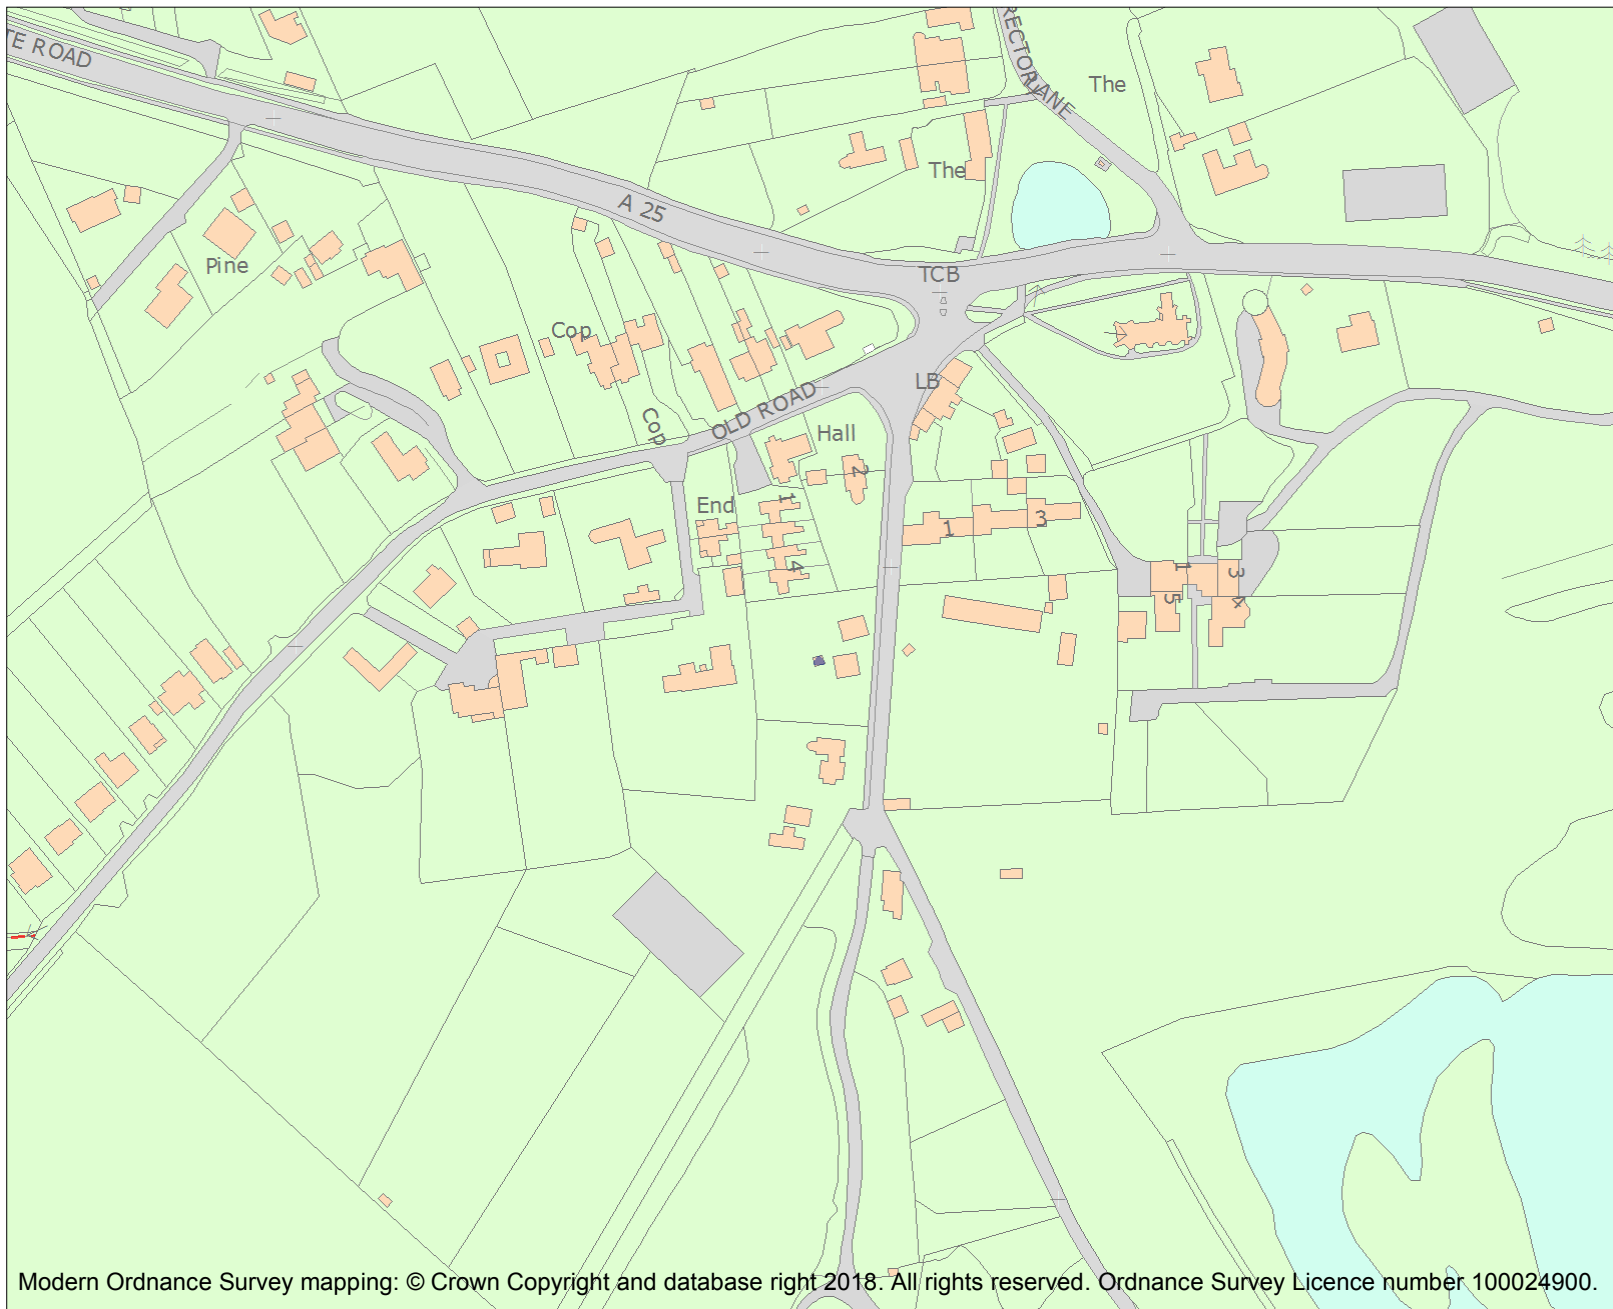 TE ROAD
RECTORY LANE
The
The
A 25
Pine
TCB
Cop
LB
OLD ROAD
Cop
Hall
2
End
1
1
3
4
1
3
5
4
Modern Ordnance Survey mapping: © Crown Copyright and database right 2018. All rights reserved. Ordnance Survey Licence number 100024900.